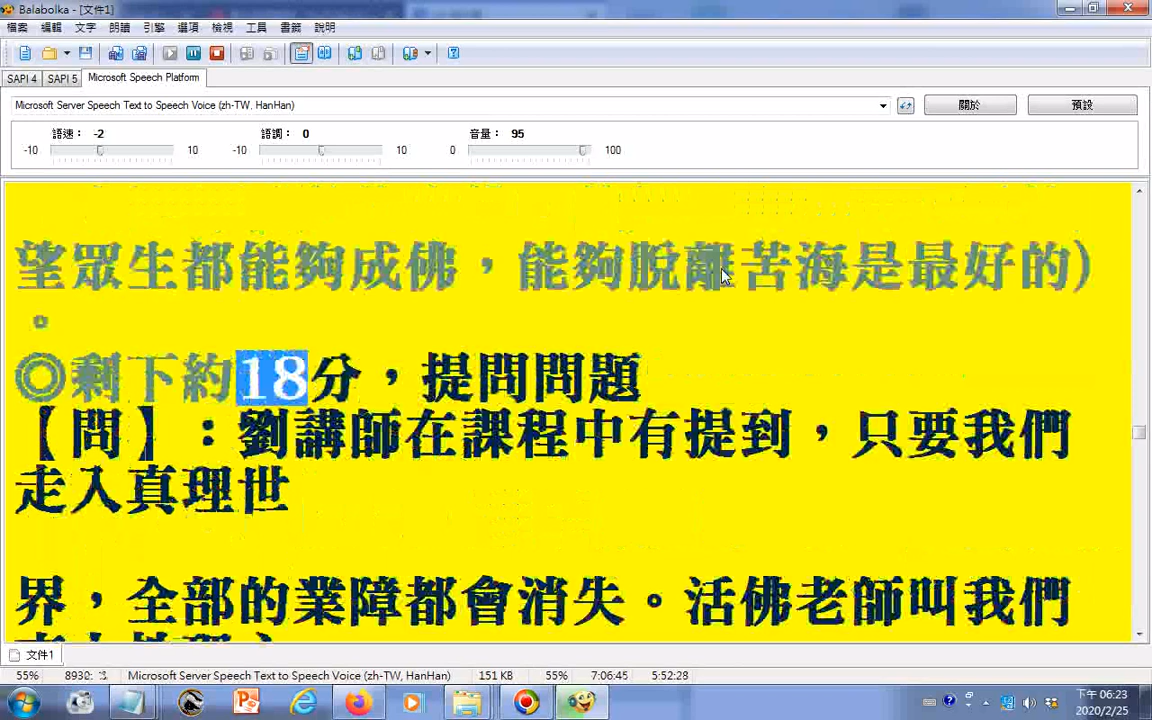 Balabolka - [文件1]
檔案 編輯 文字 朗讀 引擎 選項 檢視 工具 書籤 說明
SAPI 4 SAPI 5 Microsoft Speech Platform
Microsoft Server Speech Text to Speech Voice (zh-TW, HanHan)
關於 預設
語速： -2 語調： 0 音量： 95
-10 10 -10 10 0 100
望眾生都能夠成佛，能夠脫離苦海是最好的)
。
◎剩下約18分，提問問題
【問】：劉講師在課程中有提到，只要我們
走入真理世
界，全部的業障都會消失。活佛老師叫我們
文件1
55% Microsoft Server Speech Text to Speech Voice (zh-TW, HanHan) 151 KB 55% 7:06:45 5:52:28
下午 06:23
2020/2/25